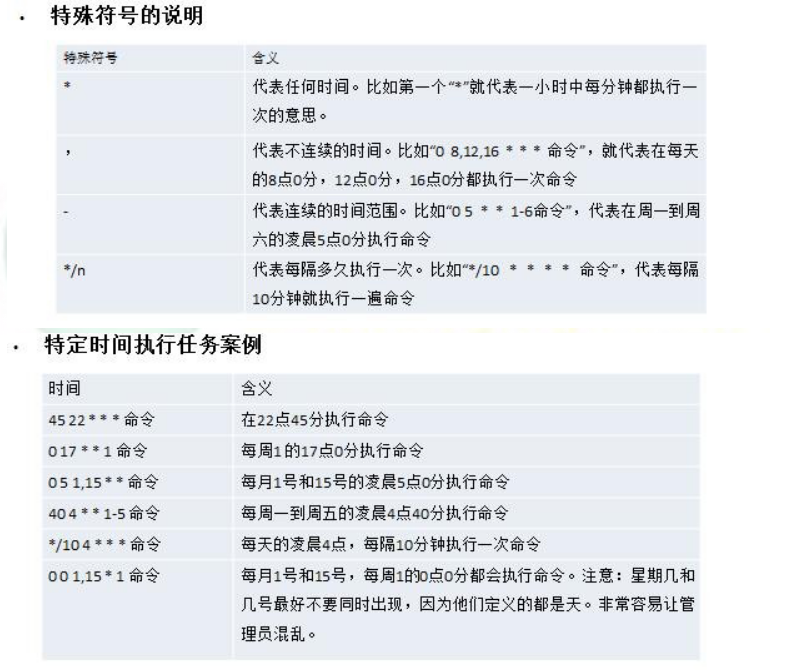 · 特殊符号的说明
特殊符号 含义
* 代表任何时间。比如第一个“*”就代表一小时中每分钟都执行一
次的意思。
， 代表不连续的时间。比如“0 8,12,16 * * * 命令”，就代表在每天
的8点0分，12点0分，16点0分都执行一次命令
- 代表连续的时间范围。比如“0 5 * * 1-6命令”，代表在周一到周
六的凌晨5点0分执行命令
*/n 代表每隔多久执行一次。比如“*/10 * * * * 命令”，代表每隔
10分钟就执行一遍命令
· 特定时间执行任务案例
时间 含义
45 22 * * * 命令 在22点45分执行命令
0 17 * * 1 命令 每周1的17点0分执行命令
0 5 1,15 * * 命令 每月1号和15号的凌晨5点0分执行命令
40 4 * * 1-5 命令 每周一到周五的凌晨4点40分执行命令
*/10 4 * * * 命令 每天的凌晨4点，每隔10分钟执行一次命令
0 0 1,15 * 1 命令 每月1号和15号，每周1的0点0分都会执行命令。注意：星期几和
几号最好不要同时出现，因为他们定义的都是天。非常容易让管
理员混乱。